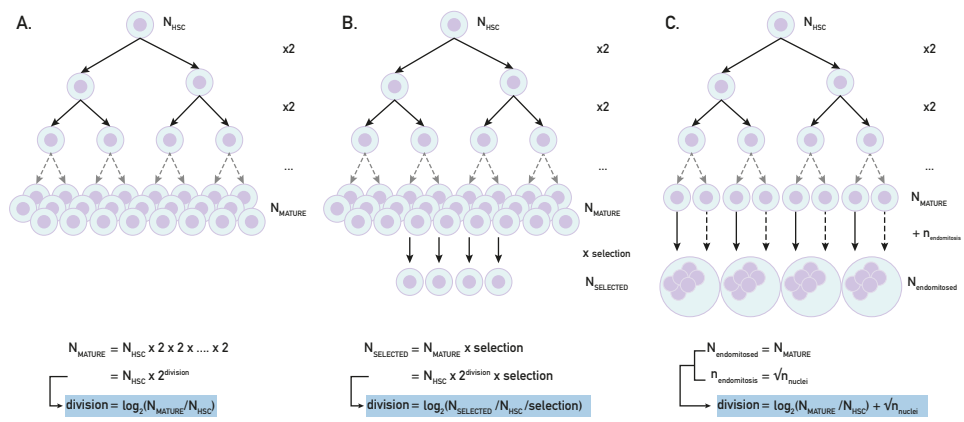 A.
N_HSC
x2
x2
...
N_MATURE
N_MATURE = N_HSC x 2 x 2 x .... x 2
= N_HSC x 2^division
division = log₂(N_MATURE/N_HSC)
B.
N_HSC
x2
x2
...
N_MATURE
x selection
N_SELECTED
N_SELECTED = N_MATURE x selection
= N_HSC x 2^division x selection
division = log₂(N_SELECTED/N_HSC/selection)
C.
N_HSC
x2
x2
...
N_MATURE
+ n_endomitosis
N_endomitosed
N_endomitosed = N_MATURE
n_endomitosis = √n_nuclei
division = log₂(N_MATURE /N_HSC) + √n_nuclei